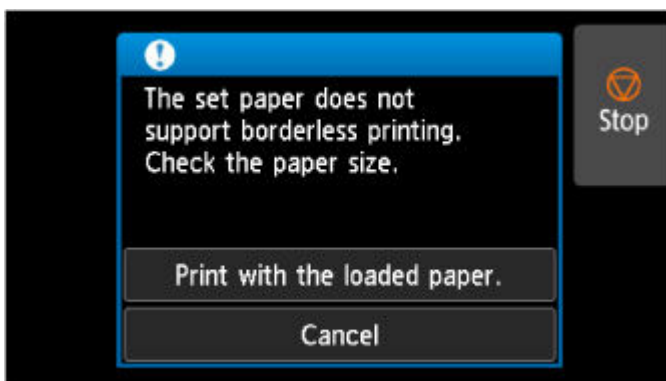 The set paper does not
support borderless printing.
Check the paper size.
Stop
Print with the loaded paper.
Cancel